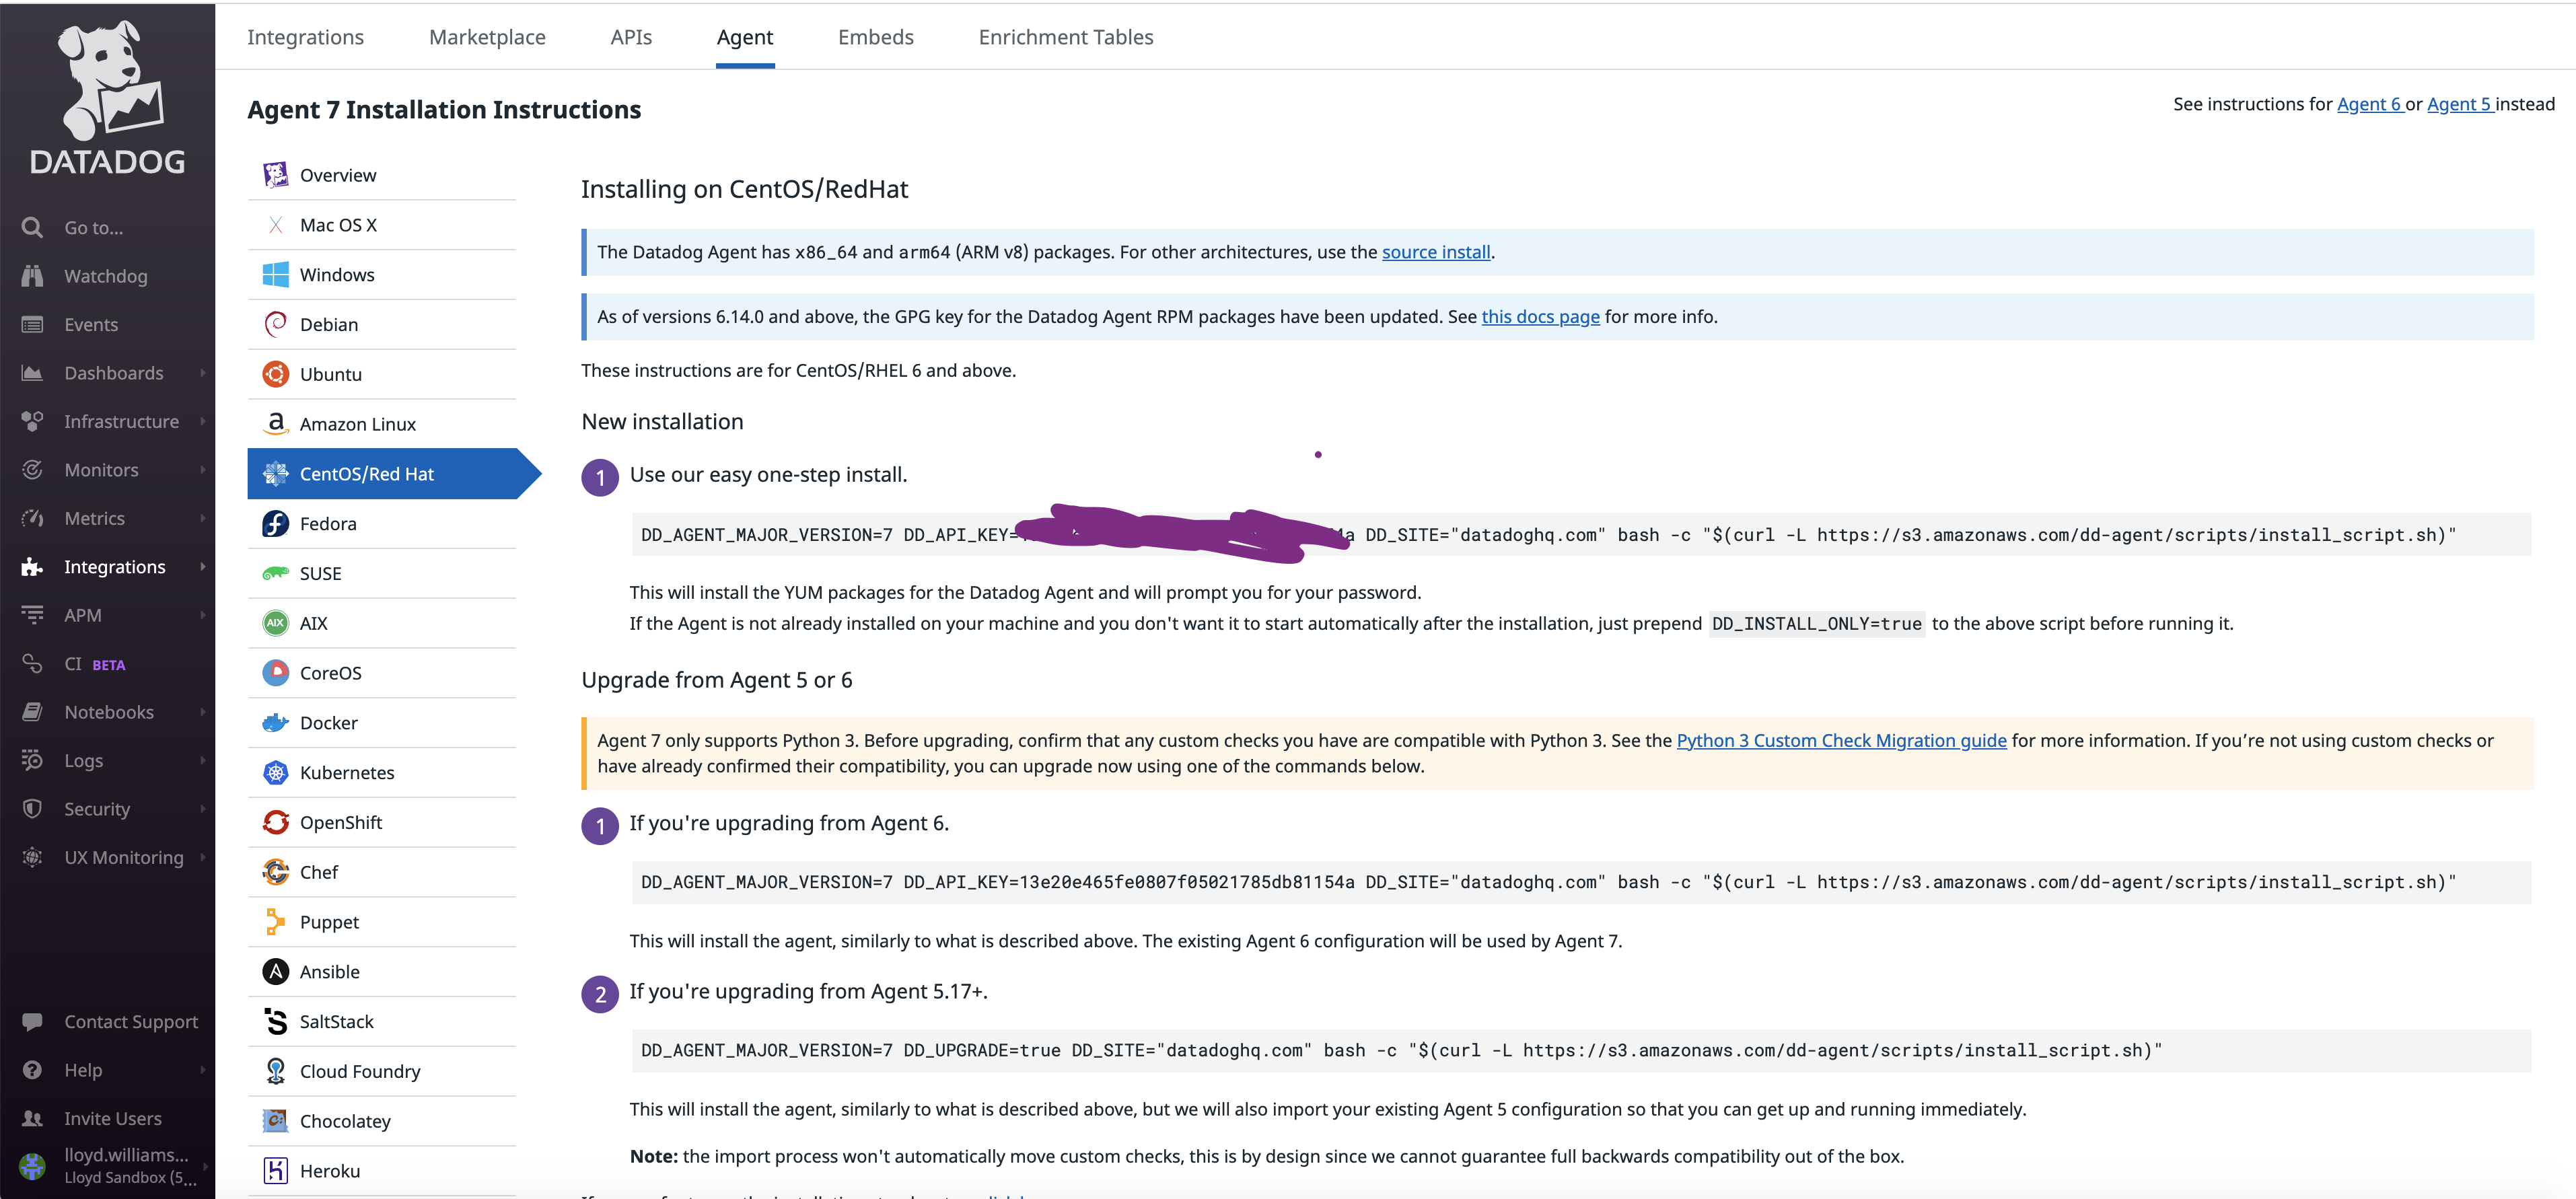 DATADOG
Go to...
Watchdog
Events
Dashboards
Infrastructure
Monitors
Metrics
Integrations
APM
CI BETA
Notebooks
Logs
Security
UX Monitoring
Contact Support
Help
Invite Users
lloyd.williams...
Lloyd Sandbox (5...
Integrations Marketplace APIs Agent Embeds Enrichment Tables
Agent 7 Installation Instructions
See instructions for Agent 6 or Agent 5 instead
Overview
Mac OS X
Windows
Debian
Ubuntu
Amazon Linux
CentOS/Red Hat
Fedora
SUSE
AIX
AIX
CoreOS
Docker
Kubernetes
OpenShift
Chef
Puppet
Ansible
SaltStack
Cloud Foundry
Chocolatey
Heroku
Installing on CentOS/RedHat
The Datadog Agent has x86_64 and arm64 (ARM v8) packages. For other architectures, use the source install.
As of versions 6.14.0 and above, the GPG key for the Datadog Agent RPM packages have been updated. See this docs page for more info.
These instructions are for CentOS/RHEL 6 and above.
New installation
1 Use our easy one-step install.
DD_AGENT_MAJOR_VERSION=7 DD_API_KEY= DD_SITE="datadoghq.com" bash -c "$(curl -L https://s3.amazonaws.com/dd-agent/scripts/install_script.sh)"
This will install the YUM packages for the Datadog Agent and will prompt you for your password.
If the Agent is not already installed on your machine and you don't want it to start automatically after the installation, just prepend DD_INSTALL_ONLY=true to the above script before running it.
Upgrade from Agent 5 or 6
Agent 7 only supports Python 3. Before upgrading, confirm that any custom checks you have are compatible with Python 3. See the Python 3 Custom Check Migration guide for more information. If you’re not using custom checks or
have already confirmed their compatibility, you can upgrade now using one of the commands below.
1 If you're upgrading from Agent 6.
DD_AGENT_MAJOR_VERSION=7 DD_API_KEY=13e20e465fe0807f05021785db81154a DD_SITE="datadoghq.com" bash -c "$(curl -L https://s3.amazonaws.com/dd-agent/scripts/install_script.sh)"
This will install the agent, similarly to what is described above. The existing Agent 6 configuration will be used by Agent 7.
2 If you're upgrading from Agent 5.17+.
DD_AGENT_MAJOR_VERSION=7 DD_UPGRADE=true DD_SITE="datadoghq.com" bash -c "$(curl -L https://s3.amazonaws.com/dd-agent/scripts/install_script.sh)"
This will install the agent, similarly to what is described above, but we will also import your existing Agent 5 configuration so that you can get up and running immediately.
Note: the import process won't automatically move custom checks, this is by design since we cannot guarantee full backwards compatibility out of the box.